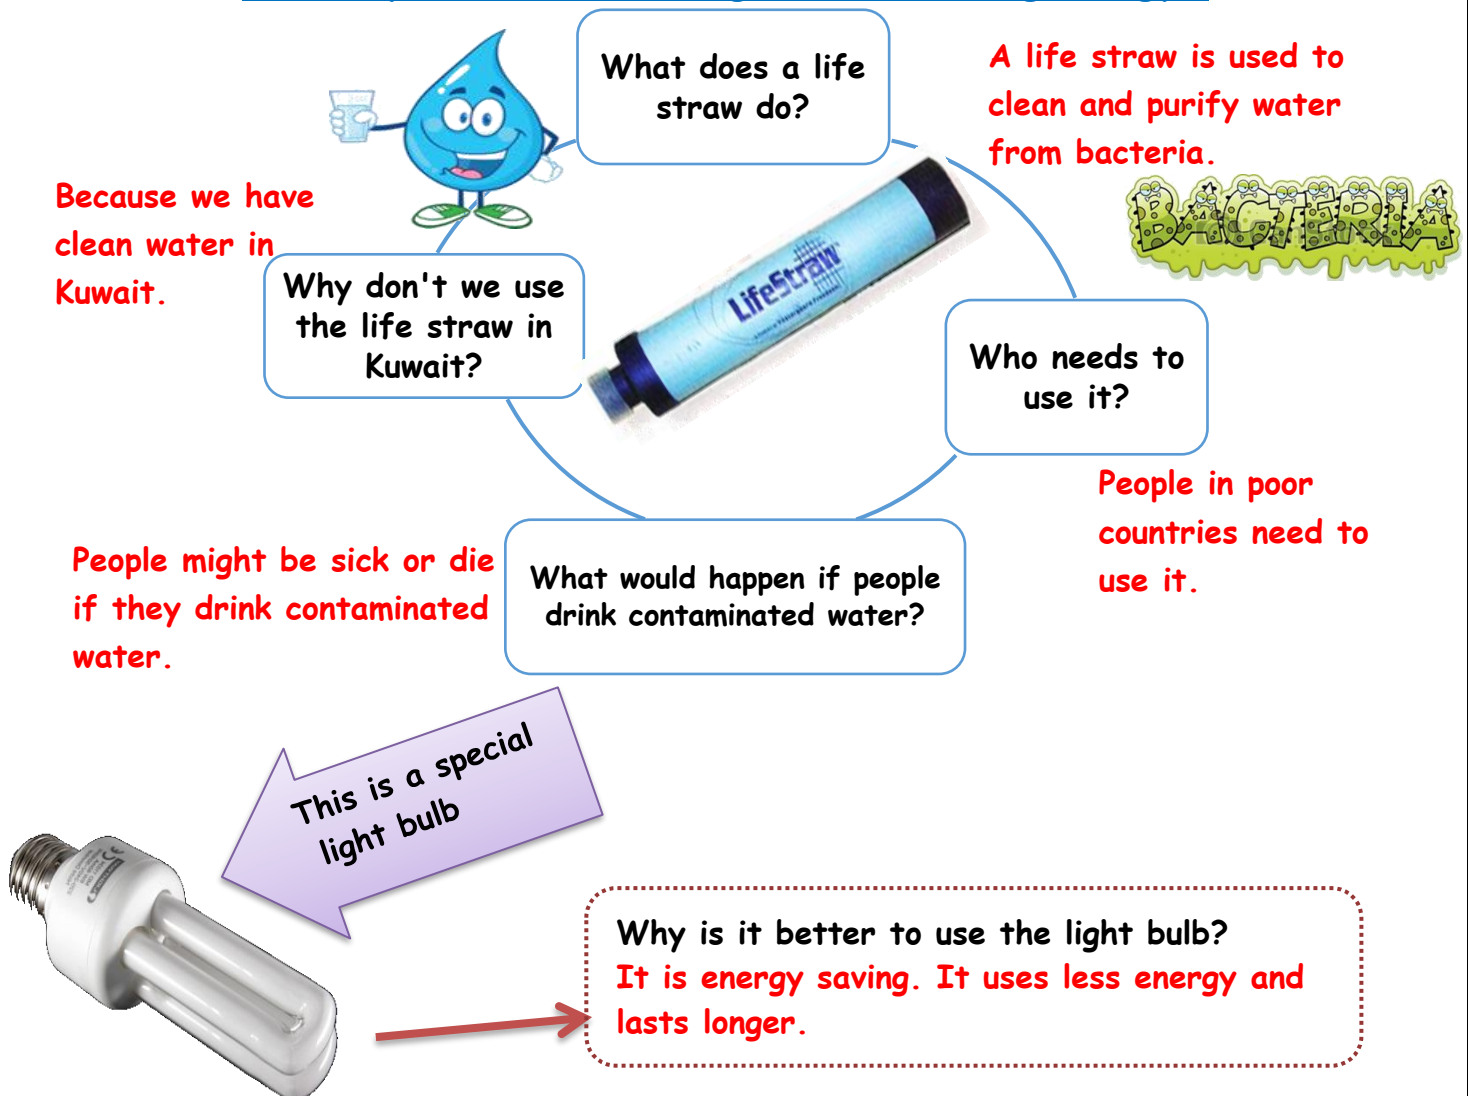 What does a life
straw do?
A life straw is used to
clean and purify water
from bacteria.
BACTERIA
Because we have
clean water in
Kuwait.
Why don't we use
the life straw in
Kuwait?
LifeStraw
Who needs to
use it?
People in poor
countries need to
use it.
People might be sick or die
if they drink contaminated
water.
What would happen if people
drink contaminated water?
This is a special
light bulb
Why is it better to use the light bulb?
It is energy saving. It uses less energy and
lasts longer.